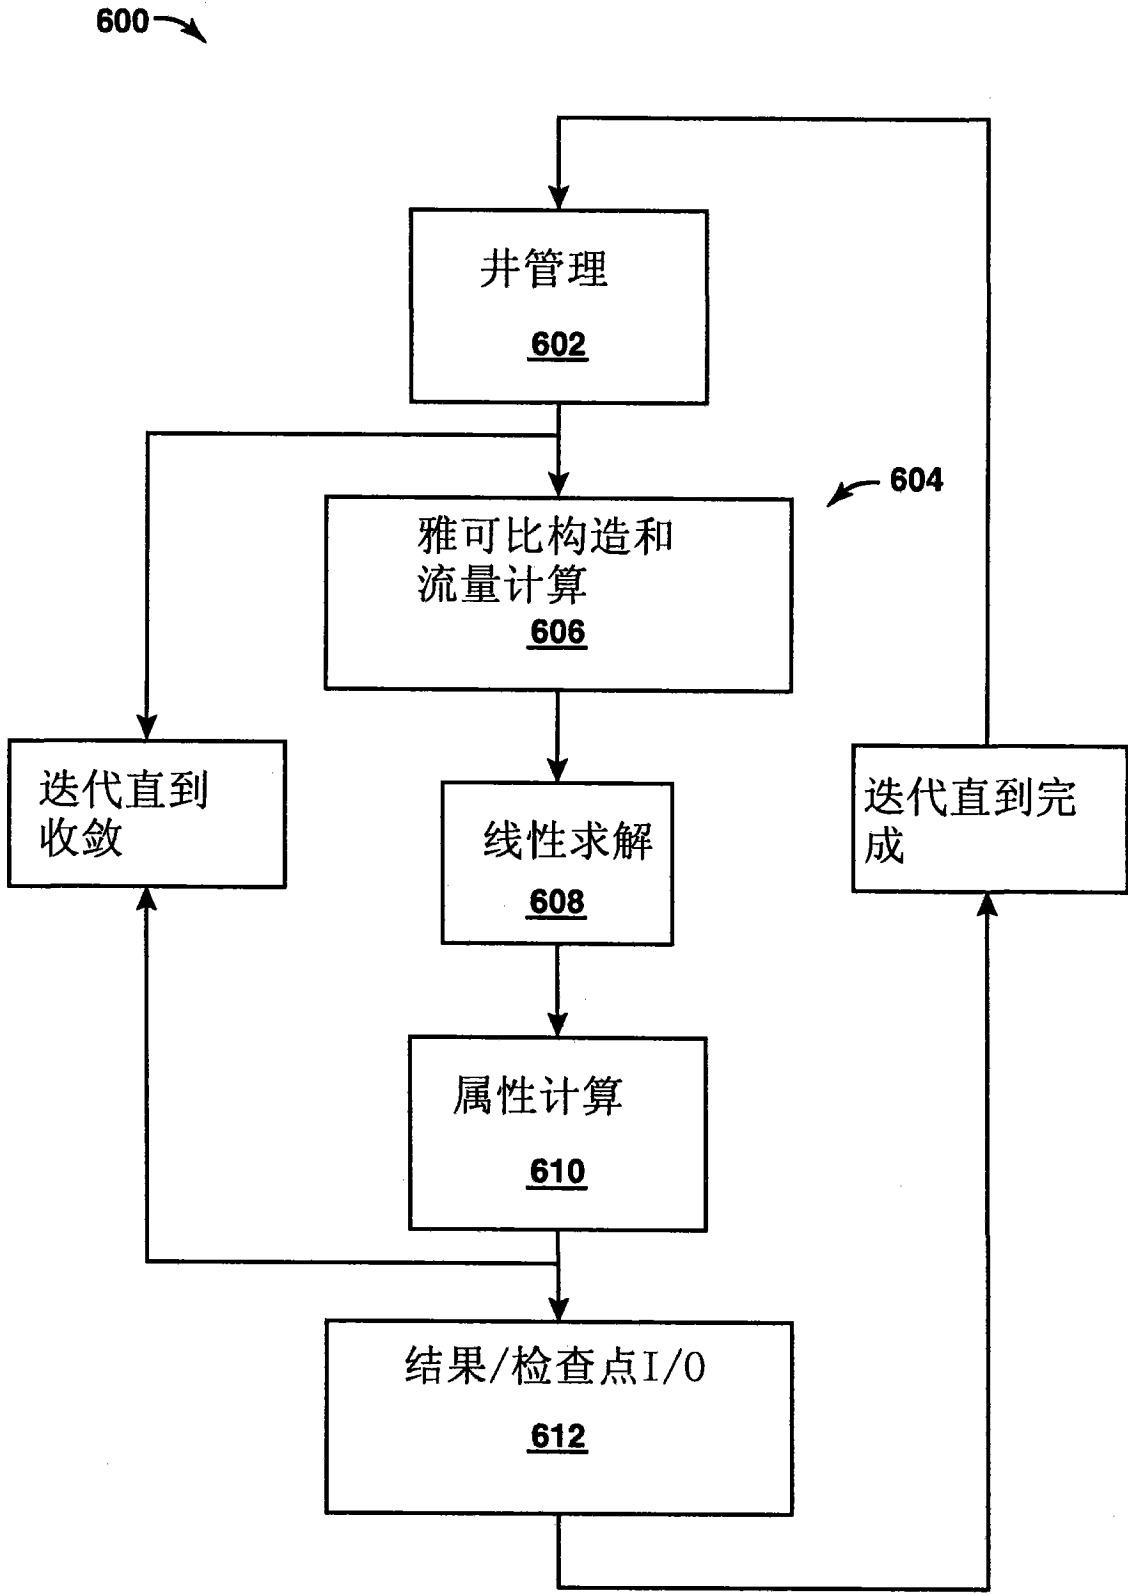 600
井管理
602
604
雅可比构造和
流量计算
606
迭代直到
收敛
线性求解
608
迭代直到完
成
属性计算
610
结果/检查点I/O
612